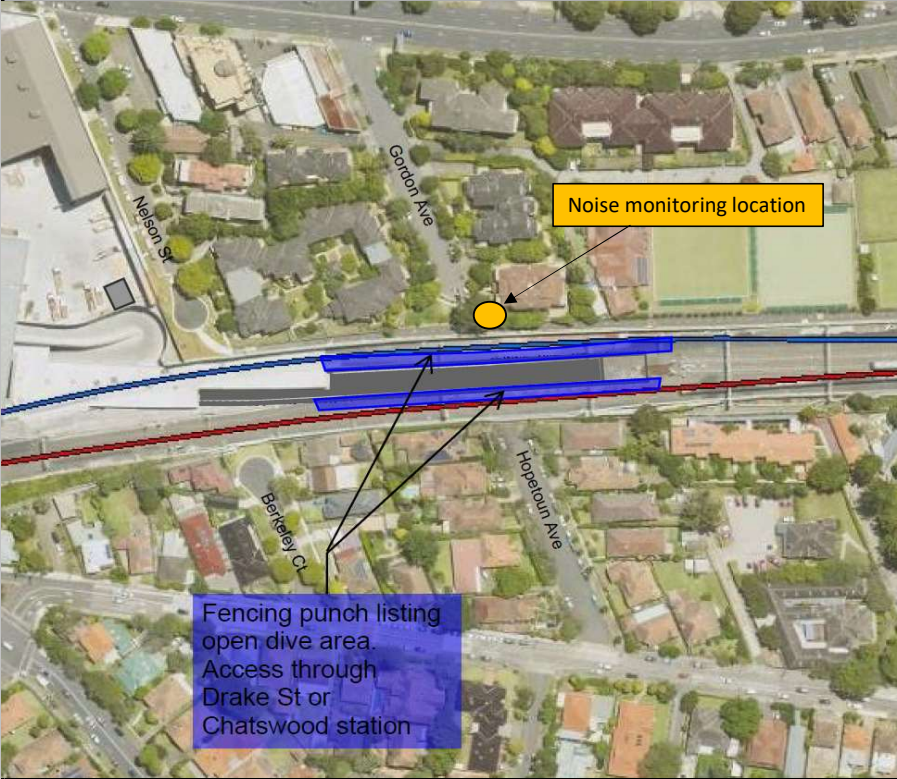 Gordon Ave
Noise monitoring location
Nelson St
Hopetoun Ave
Berkeley Ct
Fencing punch listing
open dive area.
Access through
Drake St or
Chatswood station